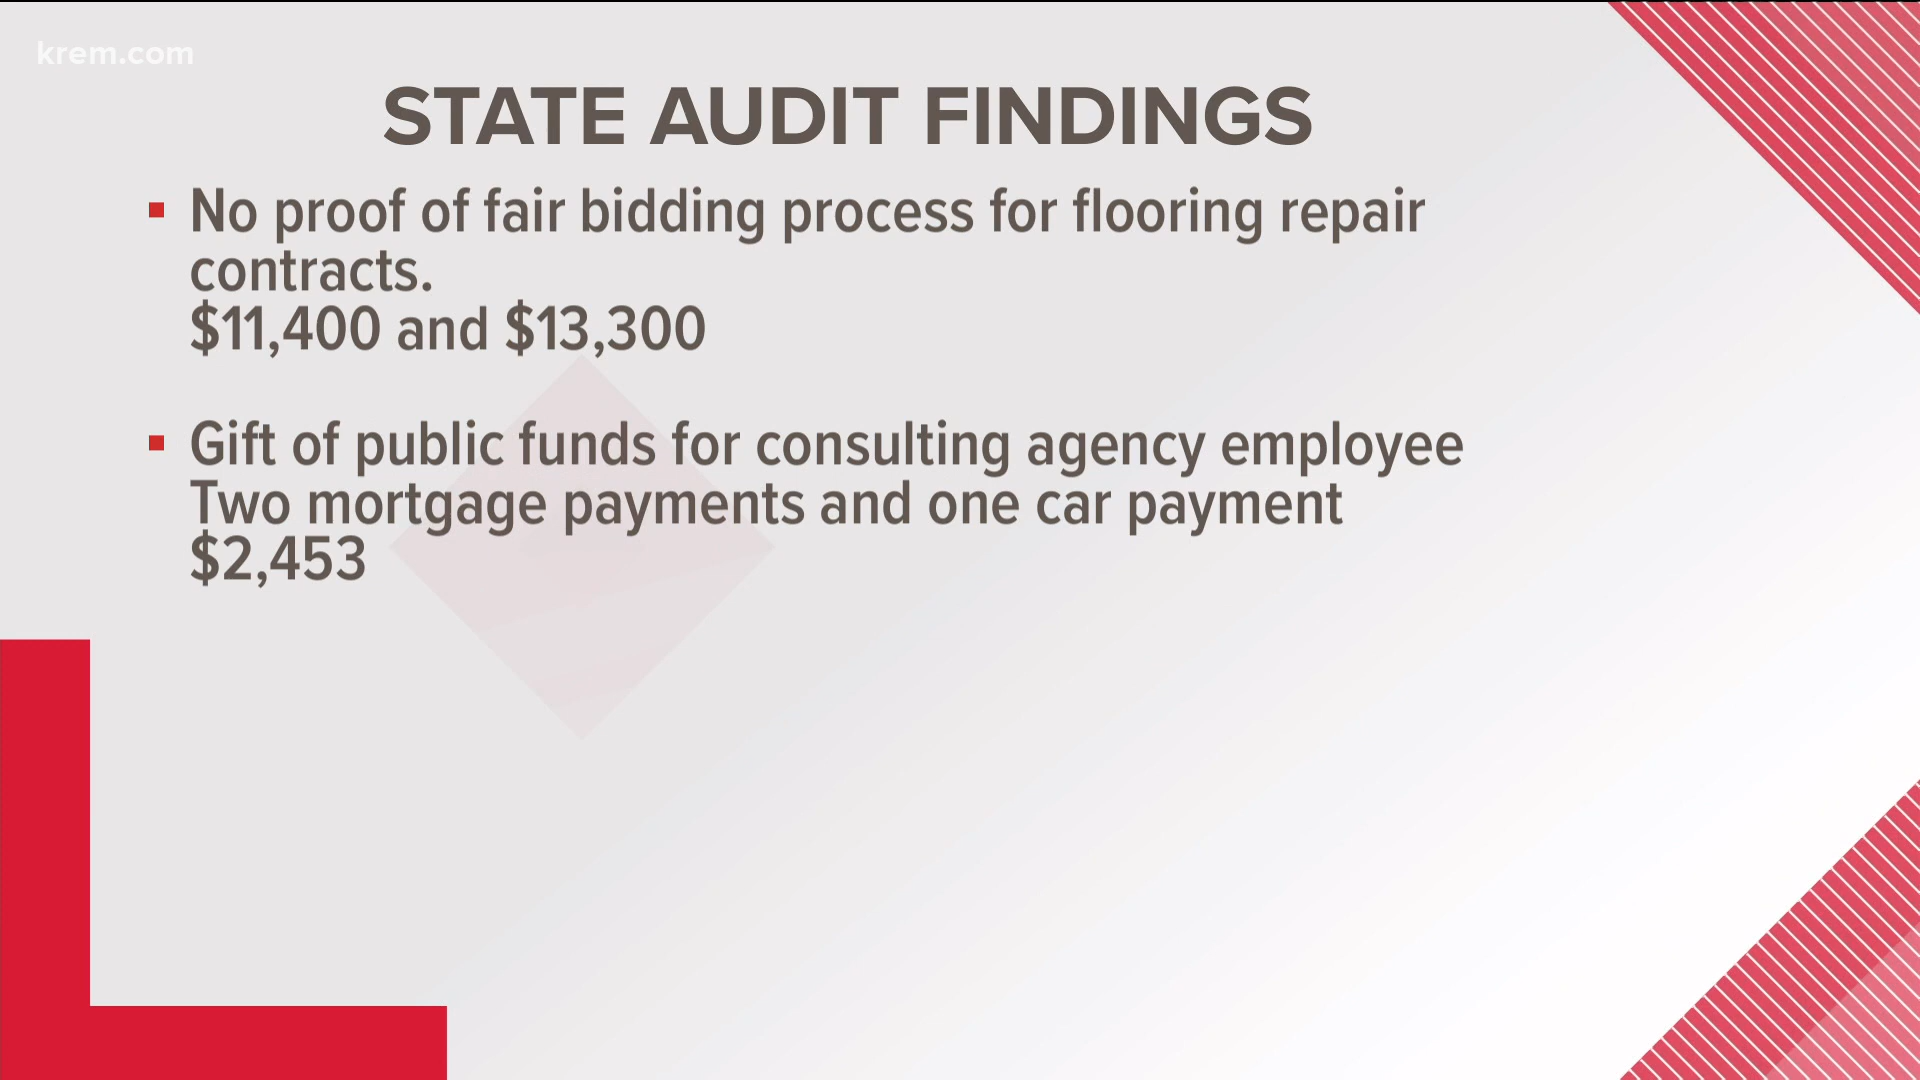 krem.com
STATE AUDIT FINDINGS
▪ No proof of fair bidding process for flooring repair
contracts.
$11,400 and $13,300
▪ Gift of public funds for consulting agency employee
Two mortgage payments and one car payment
$2,453